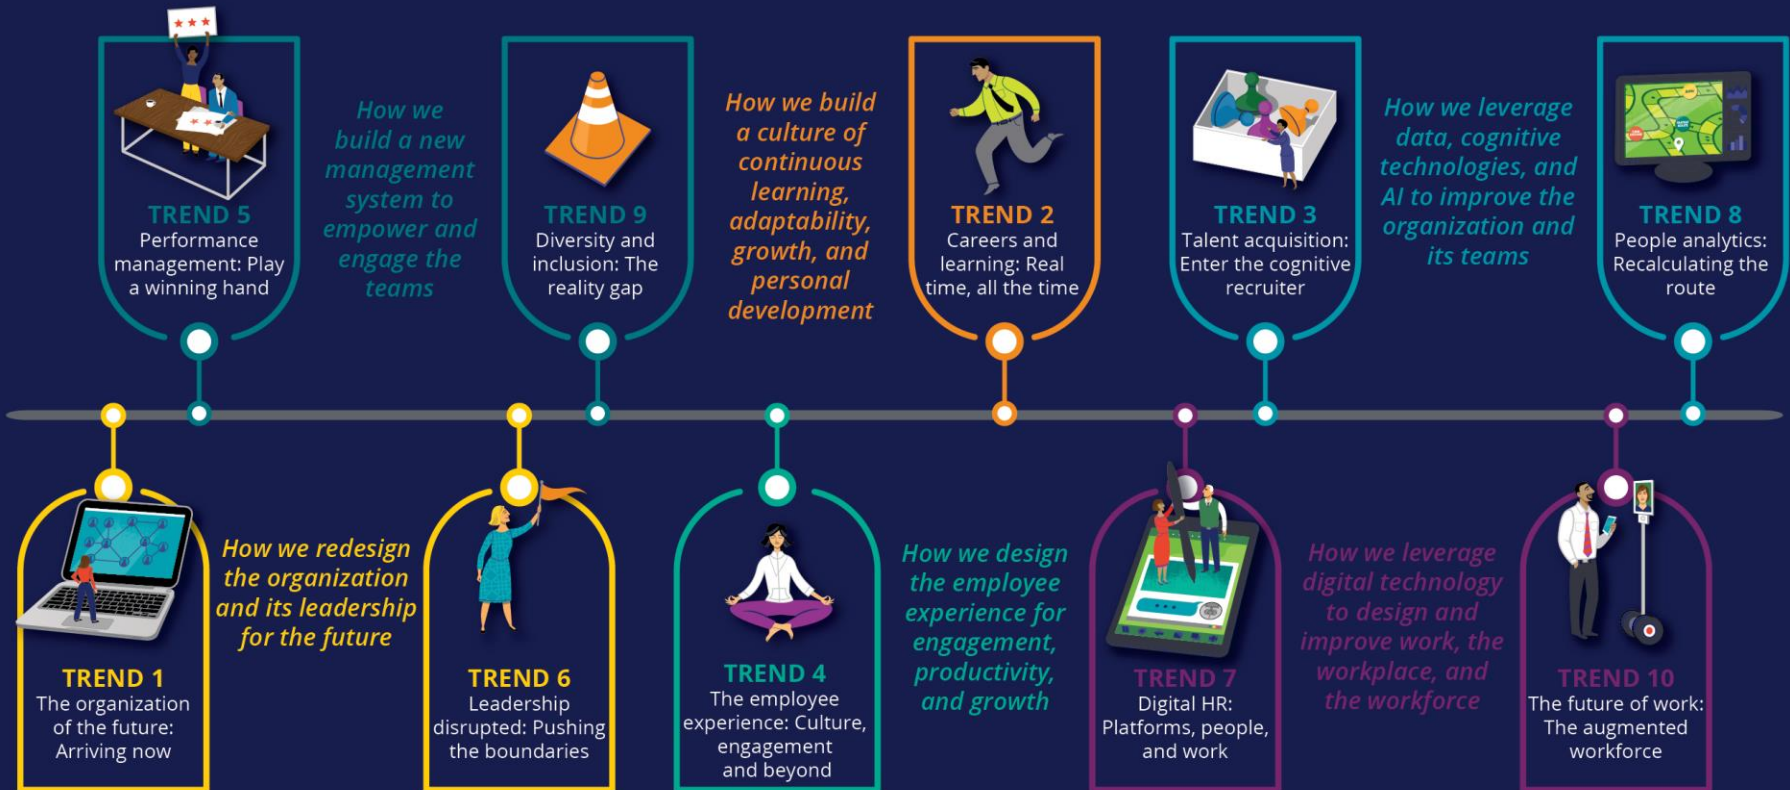 TREND 5
Performance
management: Play
a winning hand
How we
build a new
management
system to
empower and
engage the
teams
TREND 9
Diversity and
inclusion: The
reality gap
How we build
a culture of
continuous
learning,
adaptability,
growth, and
personal
development
TREND 2
Careers and
learning: Real
time, all the time
TREND 3
Talent acquisition:
Enter the cognitive
recruiter
How we leverage
data, cognitive
technologies, and
AI to improve the
organization and
its teams
TREND 8
People analytics:
Recalculating the
route
TREND 1
The organization
of the future:
Arriving now
How we redesign
the organization
and its leadership
for the future
TREND 6
Leadership
disrupted: Pushing
the boundaries
TREND 4
The employee
experience: Culture,
engagement
and beyond
How we design
the employee
experience for
engagement,
productivity,
and growth
TREND 7
Digital HR:
Platforms, people,
and work
How we leverage
digital technology
to design and
improve work, the
workplace, and
the workforce
TREND 10
The future of work:
The augmented
workforce